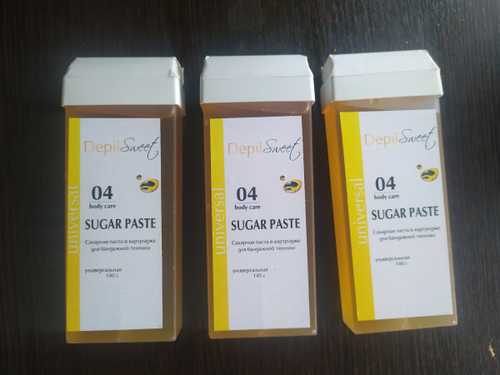 DepilSweet
universal
04
body care
SUGAR PASTE
Сахарная паста в картридже
для бандажной техники
универсальная
140 г
DepilSweet
universal
04
body care
SUGAR PASTE
Сахарная паста в картридже
для бандажной техники
универсальная
140 г
DepilSweet
universal
04
body care
SUGAR PASTE
Сахарная паста в картридже
для бандажной техники
универсальная
140 г